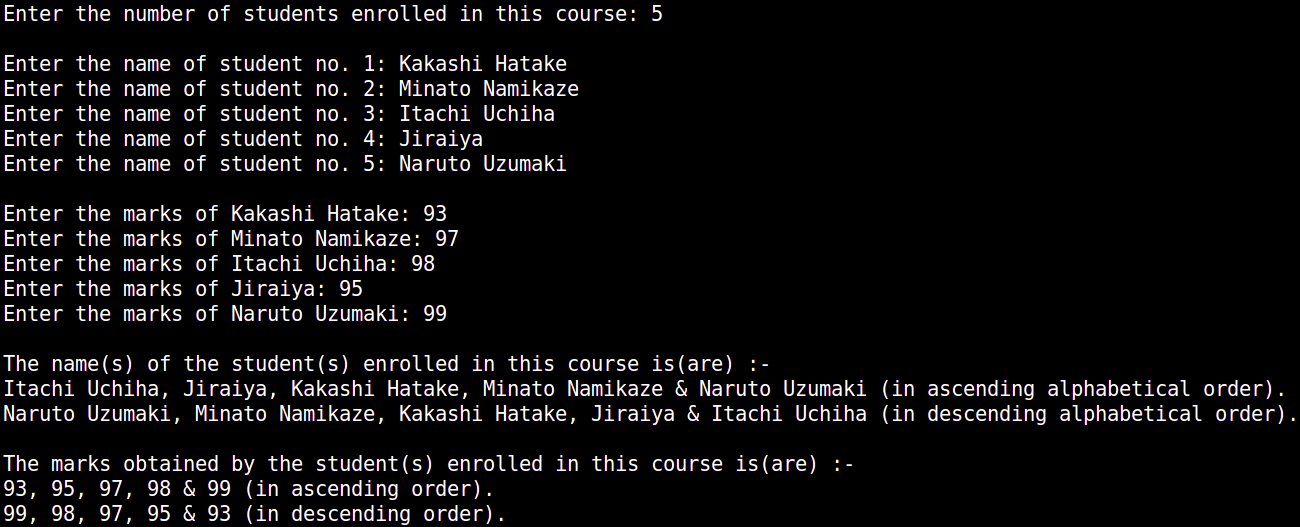 Enter the number of students enrolled in this course: 5
Enter the name of student no. 1: Kakashi Hatake
Enter the name of student no. 2: Minato Namikaze
Enter the name of student no. 3: Itachi Uchiha
Enter the name of student no. 4: Jiraiya
Enter the name of student no. 5: Naruto Uzumaki
Enter the marks of Kakashi Hatake: 93
Enter the marks of Minato Namikaze: 97
Enter the marks of Itachi Uchiha: 98
Enter the marks of Jiraiya: 95
Enter the marks of Naruto Uzumaki: 99
The name(s) of the student(s) enrolled in this course is(are) :-
Itachi Uchiha, Jiraiya, Kakashi Hatake, Minato Namikaze & Naruto Uzumaki (in ascending alphabetical order).
Naruto Uzumaki, Minato Namikaze, Kakashi Hatake, Jiraiya & Itachi Uchiha (in descending alphabetical order).
The marks obtained by the student(s) enrolled in this course is(are) :-
93, 95, 97, 98 & 99 (in ascending order).
99, 98, 97, 95 & 93 (in descending order).